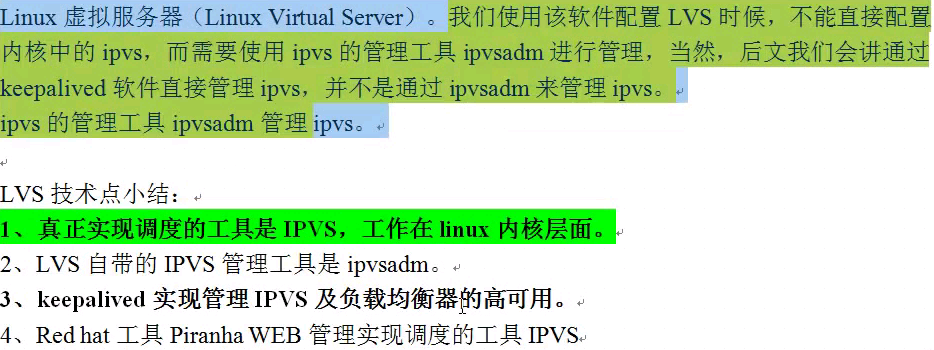 Linux 虚拟服务器（Linux Virtual Server）。我们使用该软件配置 LVS 时候，不能直接配置
内核中的 ipvs，而需要使用 ipvs 的管理工具 ipvsadm 进行管理，当然，后文我们会讲通过
keepalived 软件直接管理 ipvs，并不是通过 ipvsadm 来管理 ipvs。
ipvs 的管理工具 ipvsadm 管理 ipvs。
LVS 技术点小结：
1、真正实现调度的工具是 IPVS，工作在 linux 内核层面。
2、LVS 自带的 IPVS 管理工具是 ipvsadm。
3、keepalived 实现管理 IPVS 及负载均衡器的高可用。
4、Red hat 工具 Piranha WEB 管理实现调度的工具 IPVS